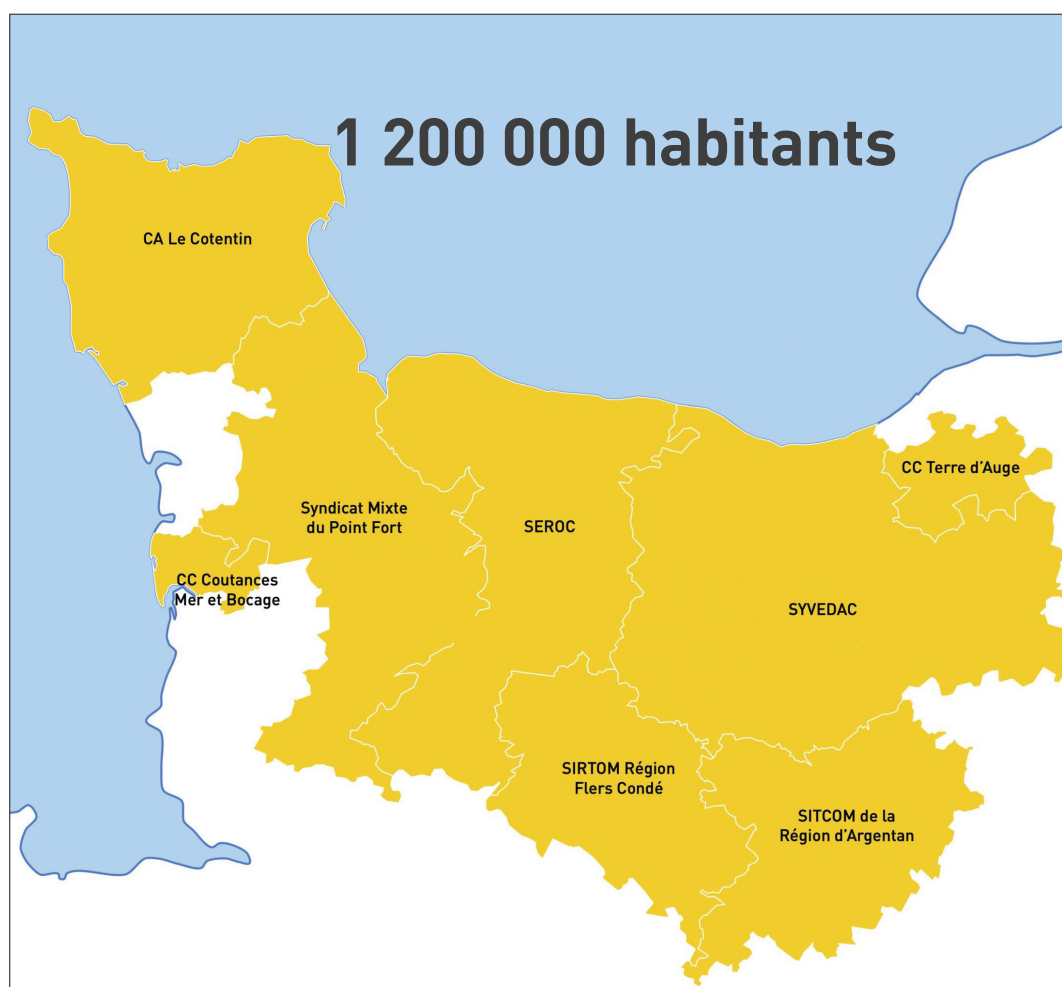 1 200 000 habitants
CA Le Cotentin
CC Terre d'Auge
Syndicat Mixte
du Point Fort
SEROC
CC Coutances
Mer et Bocage
SYVEDAC
SIRTOM Région
Flers Condé
SITCOM de la
Région d'Argentan